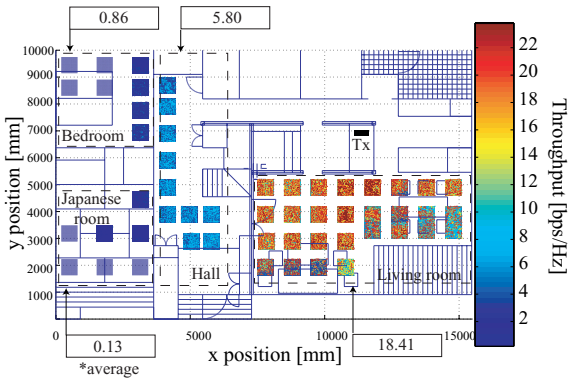 0.86
5.80
10000
9000
8000
7000
6000
5000
4000
3000
2000
1000
y position [mm]
Bedroom
Japanese
room
Hall
Tx
Living room
0
5000
10000
15000
x position [mm]
0.13
*average
18.41
22
20
18
16
14
12
10
8
6
4
2
Throughput [bps/Hz]